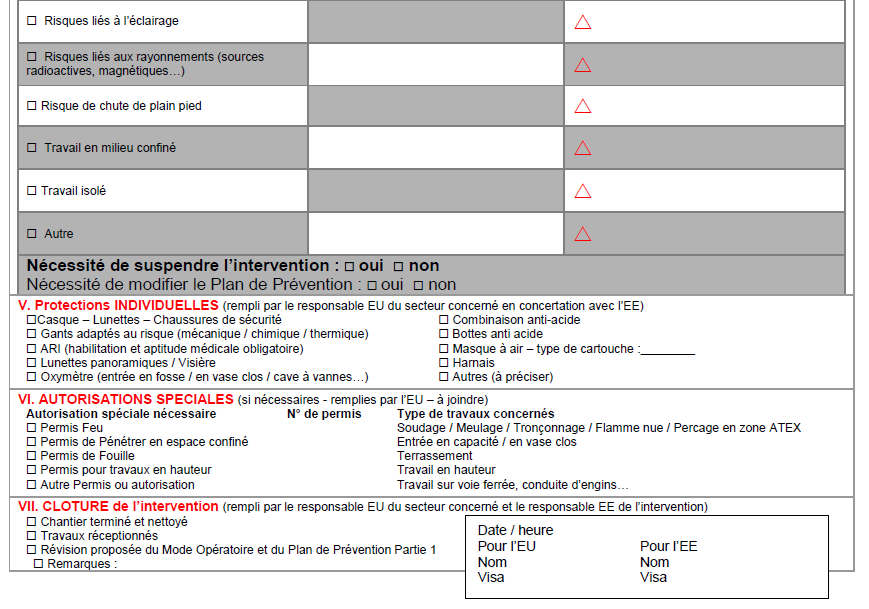 ☐ Risques liés à l'éclairage
☐ Risques liés aux rayonnements (sources
radioactives, magnétiques…)
☐ Risque de chute de plain pied
☐ Travail en milieu confiné
☐ Travail isolé
☐ Autre
Nécessité de suspendre l'intervention : ☐ oui ☐ non
Nécessité de modifier le Plan de Prévention : ☐ oui ☐ non
V. Protections INDIVIDUELLES (rempli par le responsable EU du secteur concerné en concertation avec l'EE)
☐Casque – Lunettes – Chaussures de sécurité ☐ Combinaison anti-acide
☐ Gants adaptés au risque (mécanique / chimique / thermique) ☐ Bottes anti acide
☐ ARI (habilitation et aptitude médicale obligatoire) ☐ Masque à air – type de cartouche :________
☐ Lunettes panoramiques / Visière ☐ Harnais
☐ Oxymètre (entrée en fosse / en vase clos / cave à vannes…) ☐ Autres (à préciser)
VI. AUTORISATIONS SPECIALES (si nécessaires - remplies par l'EU – à joindre)
Autorisation spéciale nécessaire N° de permis Type de travaux concernés
☐ Permis Feu Soudage / Meulage / Tronçonnage / Flamme nue / Percage en zone ATEX
☐ Permis de Pénétrer en espace confiné Entrée en capacité / en vase clos
☐ Permis de Fouille Terrassement
☐ Permis pour travaux en hauteur Travail en hauteur
☐ Autre Permis ou autorisation Travail sur voie ferrée, conduite d'engins…
VII. CLOTURE de l'intervention (rempli par le responsable EU du secteur concerné et le responsable EE de l'intervention)
☐ Chantier terminé et nettoyé
☐ Travaux réceptionnés
☐ Révision proposée du Mode Opératoire et du Plan de Prévention Partie 1
☐ Remarques :
Date / heure
Pour l'EU Pour l'EE
Nom Nom
Visa Visa